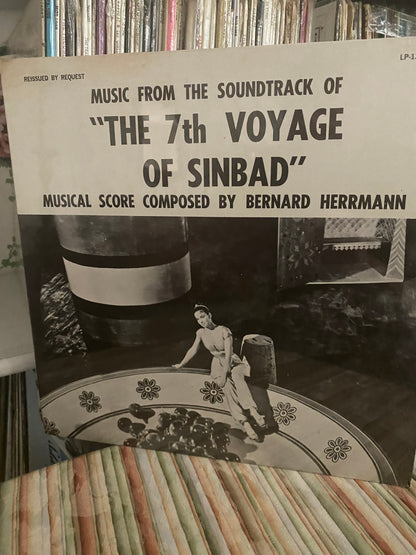 REISSUED BY REQUEST
MUSIC FROM THE SOUNDTRACK OF
"THE 7th VOYAGE
OF SINBAD"
MUSICAL SCORE COMPOSED BY BERNARD HERRMANN